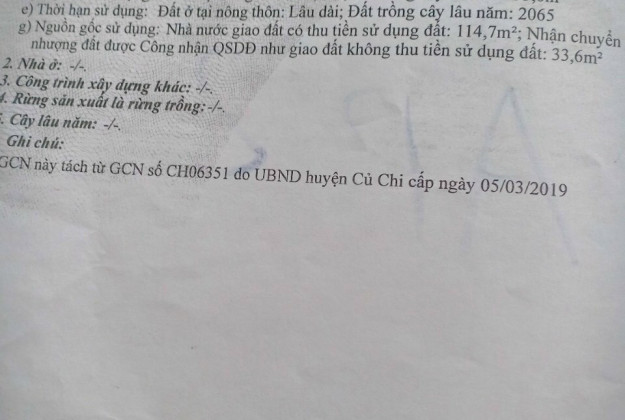 e) Thời hạn sử dụng: Đất ở tại nông thôn: Lâu dài; Đất trồng cây lâu năm: 2065
g) Nguồn gốc sử dụng: Nhà nước giao đất có thu tiền sử dụng đất: 114,7m²; Nhận chuyển
nhượng đất được Công nhận QSDĐ như giao đất không thu tiền sử dụng đất: 33,6m²
2. Nhà ở: -/-.
3. Công trình xây dựng khác: -/-.
4. Rừng sản xuất là rừng trồng: -/-.
. Cây lâu năm: -/-.
Ghi chú:
GCN này tách từ GCN số CH06351 do UBND huyện Củ Chi cấp ngày 05/03/2019